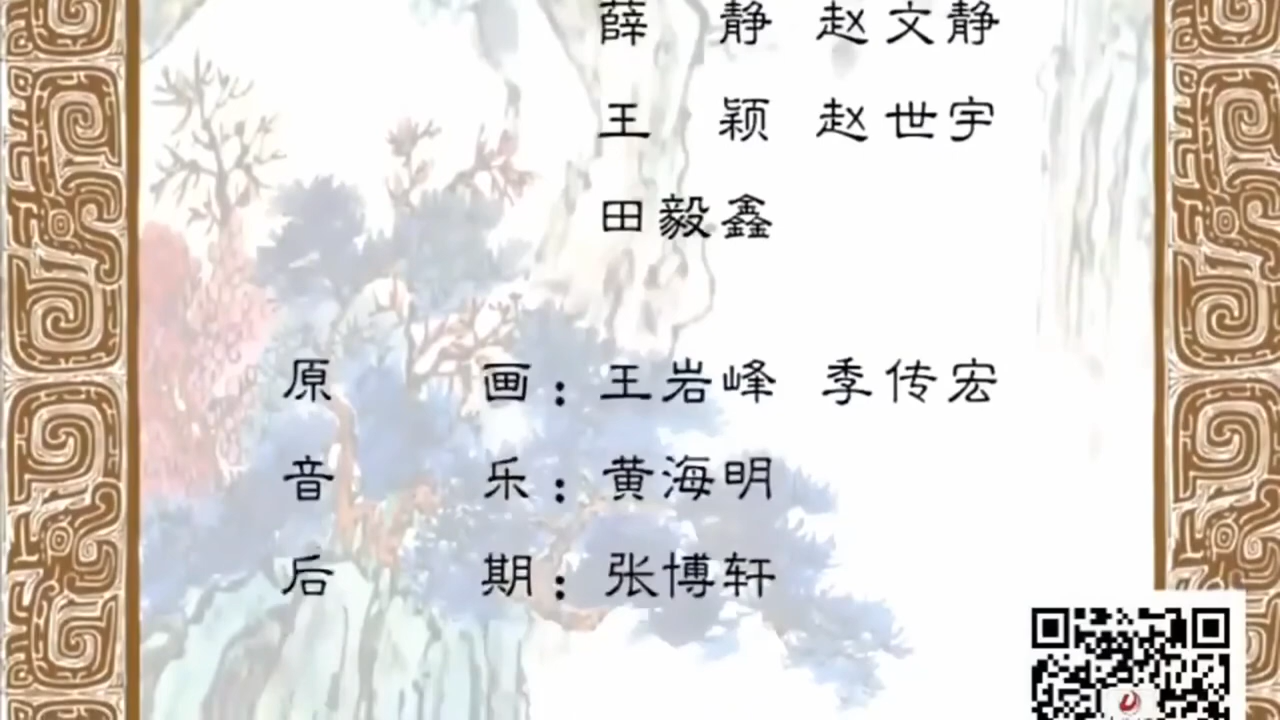 薛　静 赵文静
王　颖 赵世宇
田毅鑫
原　画：王岩峰 季传宏
音　乐：黄海明
后　期：张博轩